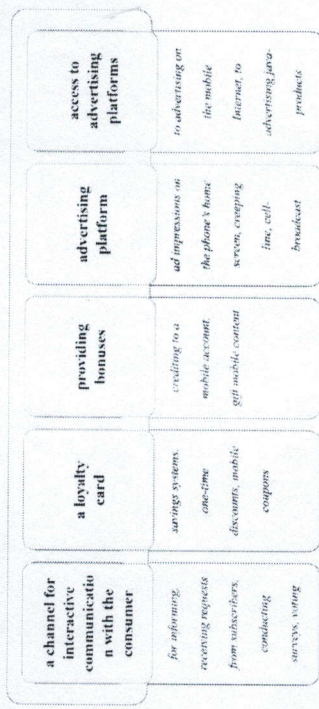 a channel for
interactive
communicatio
n with the
consumer
for informing,
receiving requests
from subscribers,
conducting
surveys, voting
a loyalty
card
savings systems,
one-time
discounts, mobile
coupons
providing
bonuses
crediting to a
mobile account,
gift mobile content
advertising
platform
ad impressions on
the phone's home
screen, creeping
line, cell-
broadcast
access to
advertising
platforms
to advertising on
the mobile
Internet, to
advertising java-
products